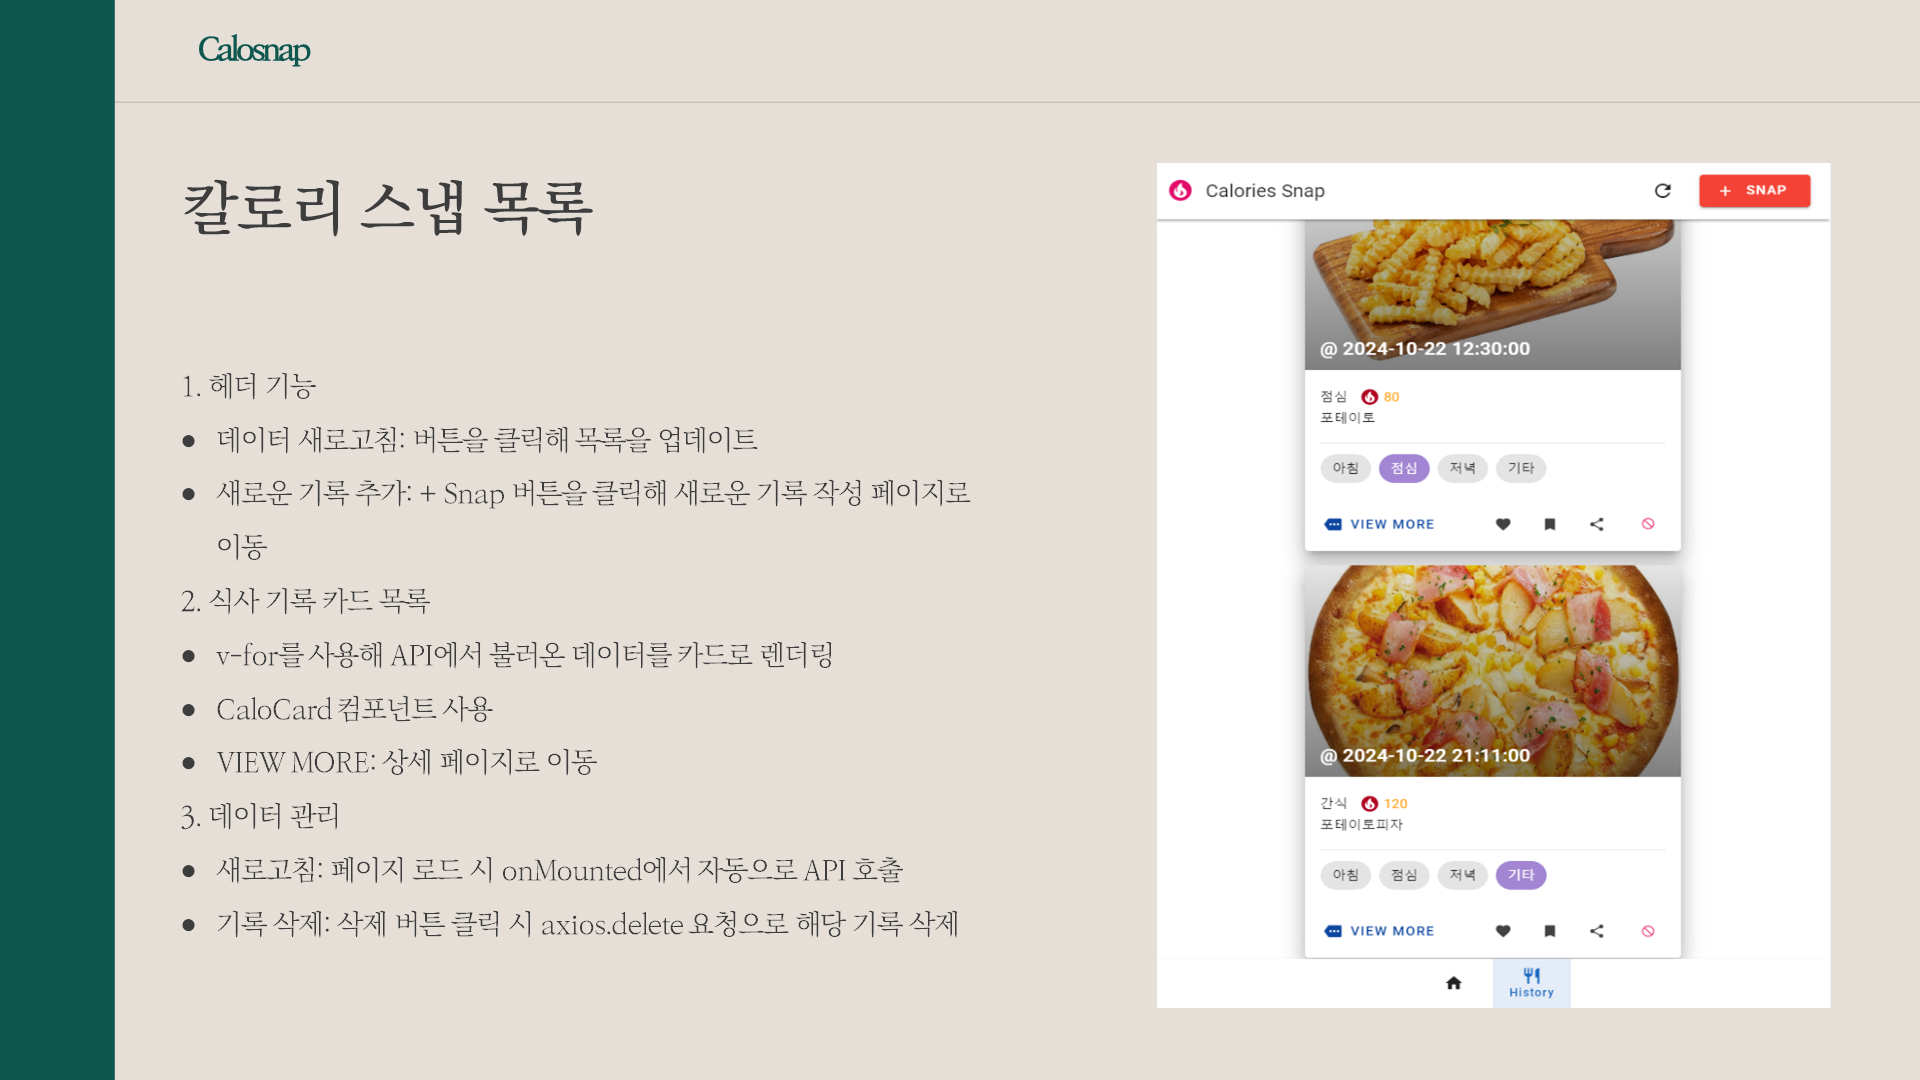 Calosnap
칼로리 스냅 목록
1. 헤더 기능
● 데이터 새로고침: 버튼을 클릭해 목록을 업데이트
● 새로운 기록 추가: + Snap 버튼을 클릭해 새로운 기록 작성 페이지로
이동
2. 식사 기록 카드 목록
● v-for를 사용해 API에서 불러온 데이터를 카드로 렌더링
● CaloCard 컴포넌트 사용
● VIEW MORE: 상세 페이지로 이동
3. 데이터 관리
● 새로고침: 페이지 로드 시 onMounted에서 자동으로 API 호출
● 기록 삭제: 삭제 버튼 클릭 시 axios.delete 요청으로 해당 기록 삭제
Calories Snap
+ SNAP
@ 2024-10-22 12:30:00
점심 80
포테이토
아침 점심 저녁 기타
VIEW MORE
@ 2024-10-22 21:11:00
간식 120
포테이토피자
아침 점심 저녁 기타
VIEW MORE
History